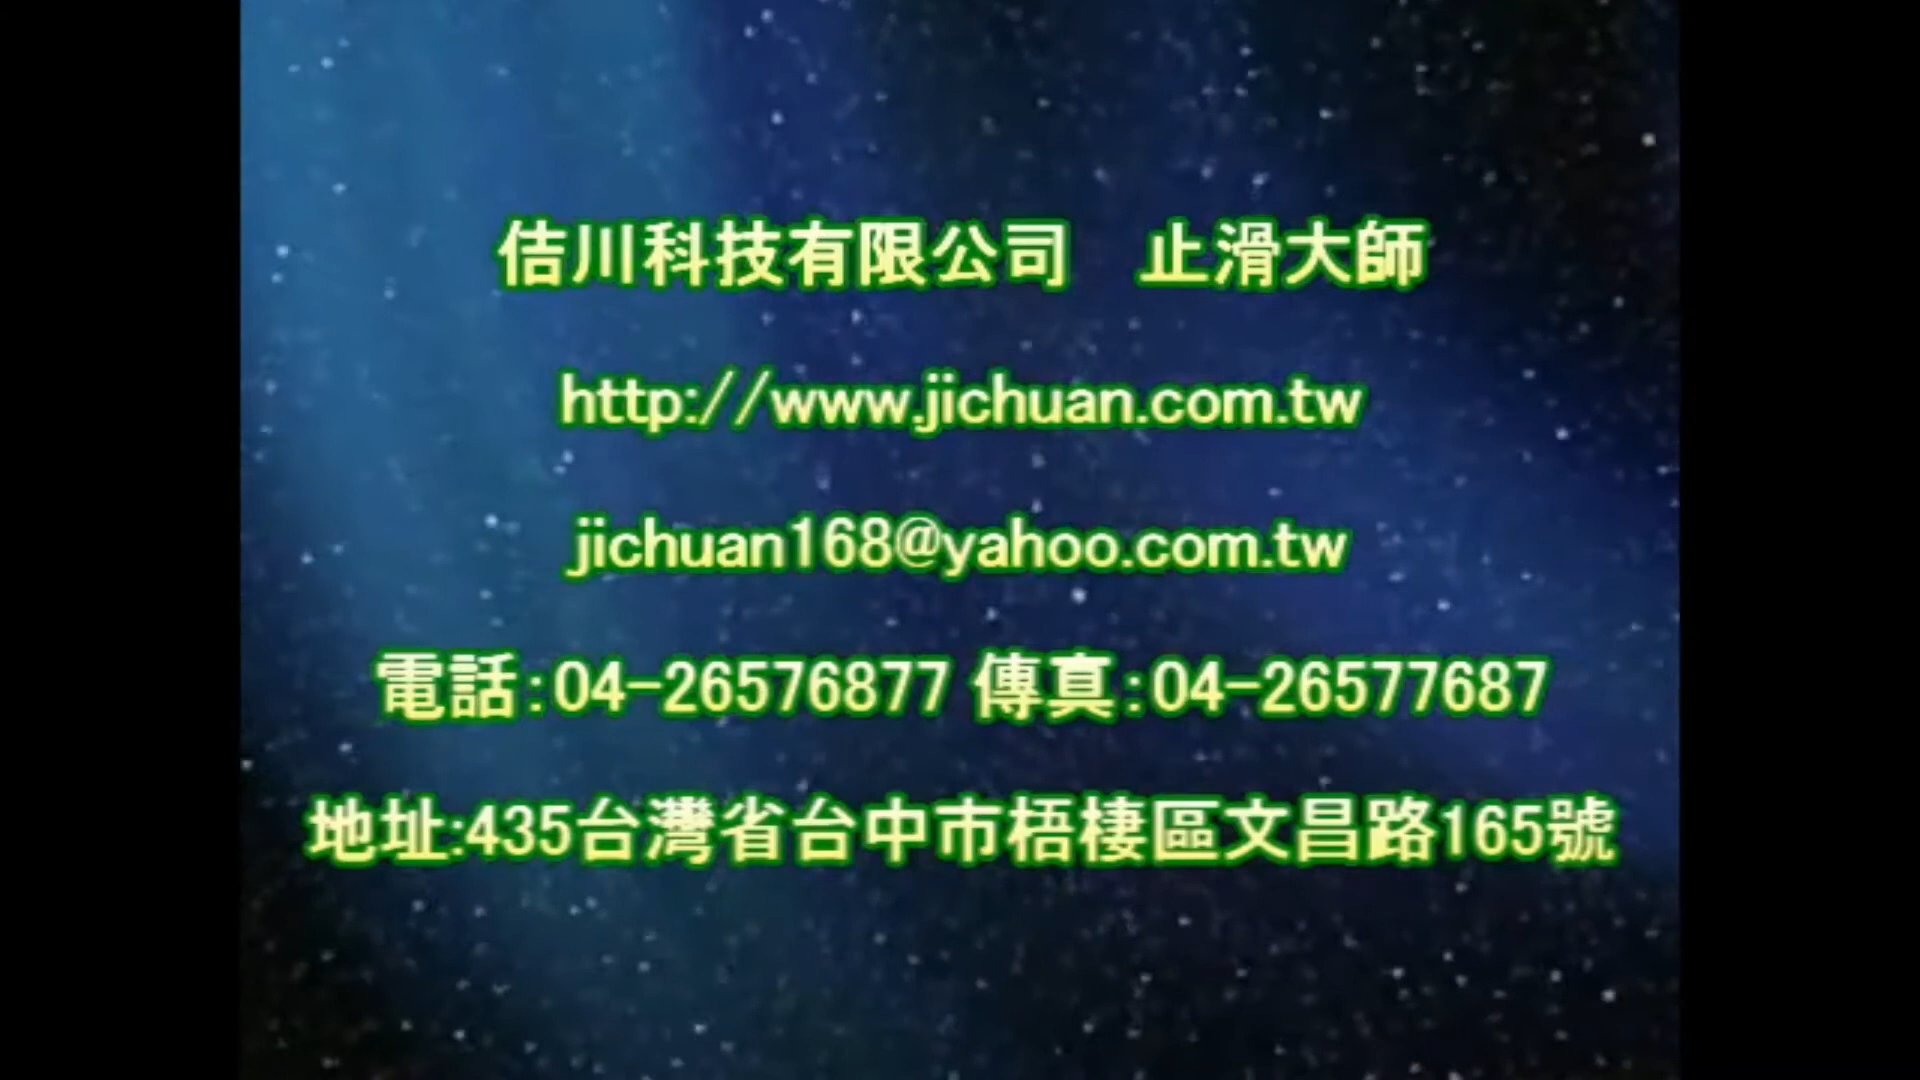 佶川科技有限公司　止滑大師
http://www.jichuan.com.tw
jichuan168@yahoo.com.tw
電話:04-26576877 傳真:04-26577687
地址:435台灣省台中市梧棲區文昌路165號